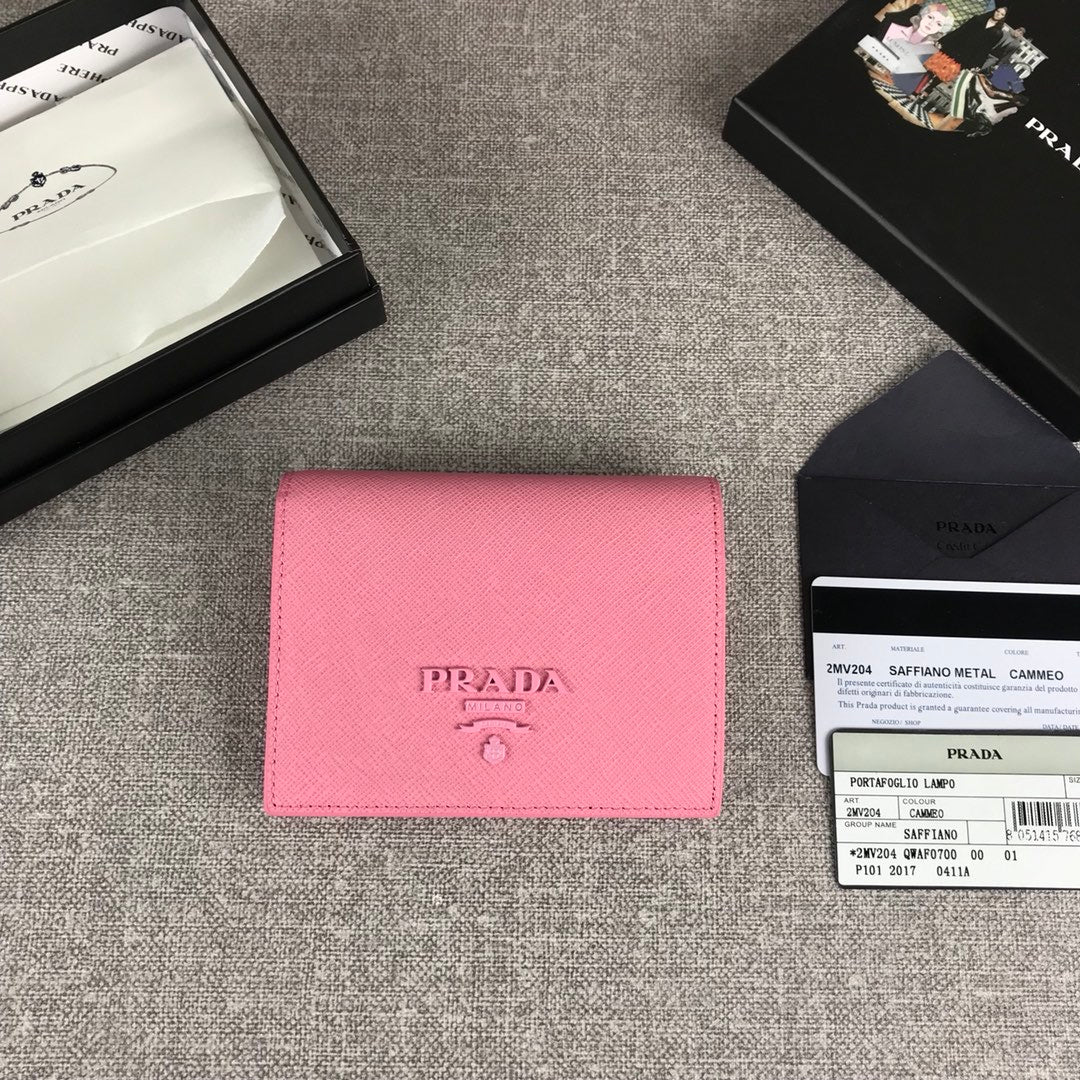 PRADASPHERE
PRADA
PRADA
PRADA
MILANO
PRADA
ART. MATERIALE COLORE
2MV204 SAFFIANO METAL CAMMEO
Il presente certificato di autenticità costituisce garanzia del prodotto
difetti originari di fabbricazione.
This Prada product is granted a guarantee covering all manufacturin
NEGOZIO/ SHOP DATA/ DATE
PRADA
PORTAFOGLIO LAMPO
ART COLOUR
2MV204 CAMMEO
GROUP NAME SAFFIANO
*2MV204 QWAF0700 00 01
P101 2017 0411A